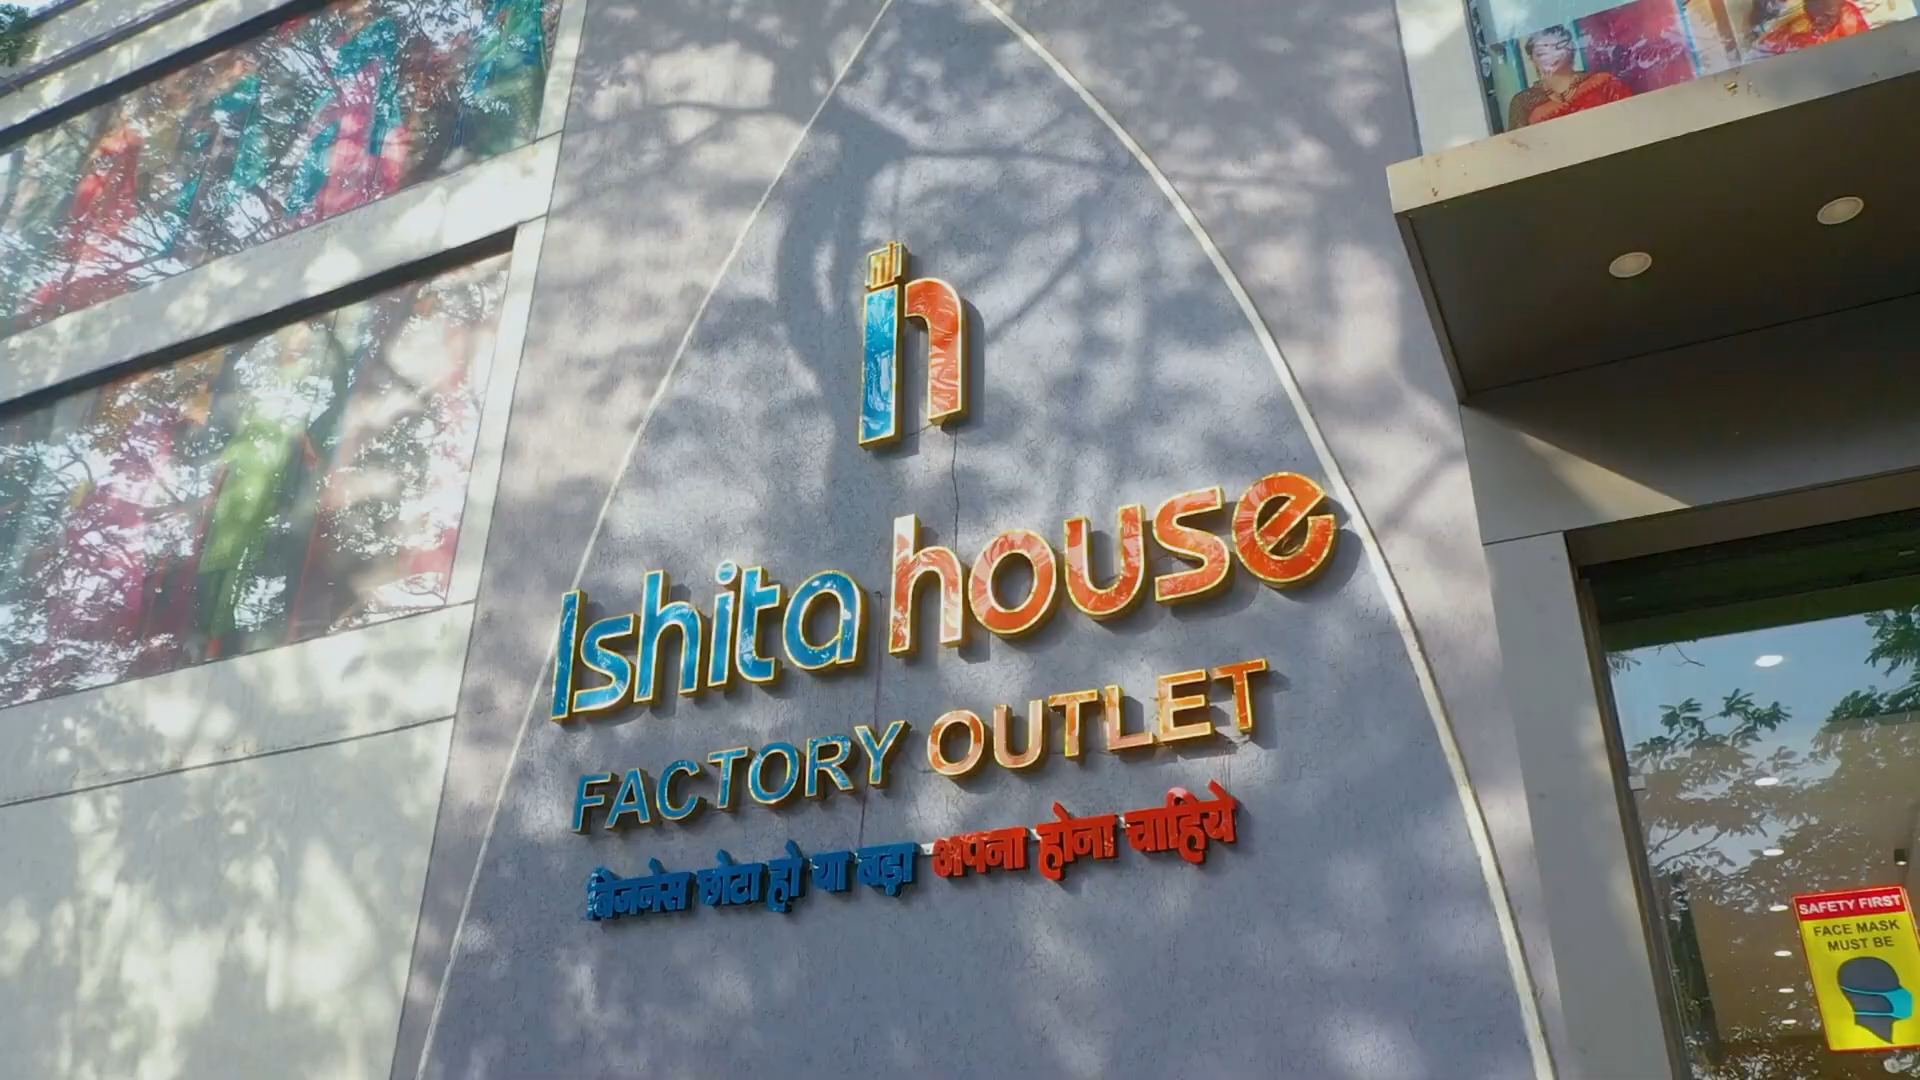 ih
Ishita house
FACTORY OUTLET
बिजनेस छोटा हो या बड़ा अपना होना चाहिये
SAFETY FIRST
FACE MASK
MUST BE